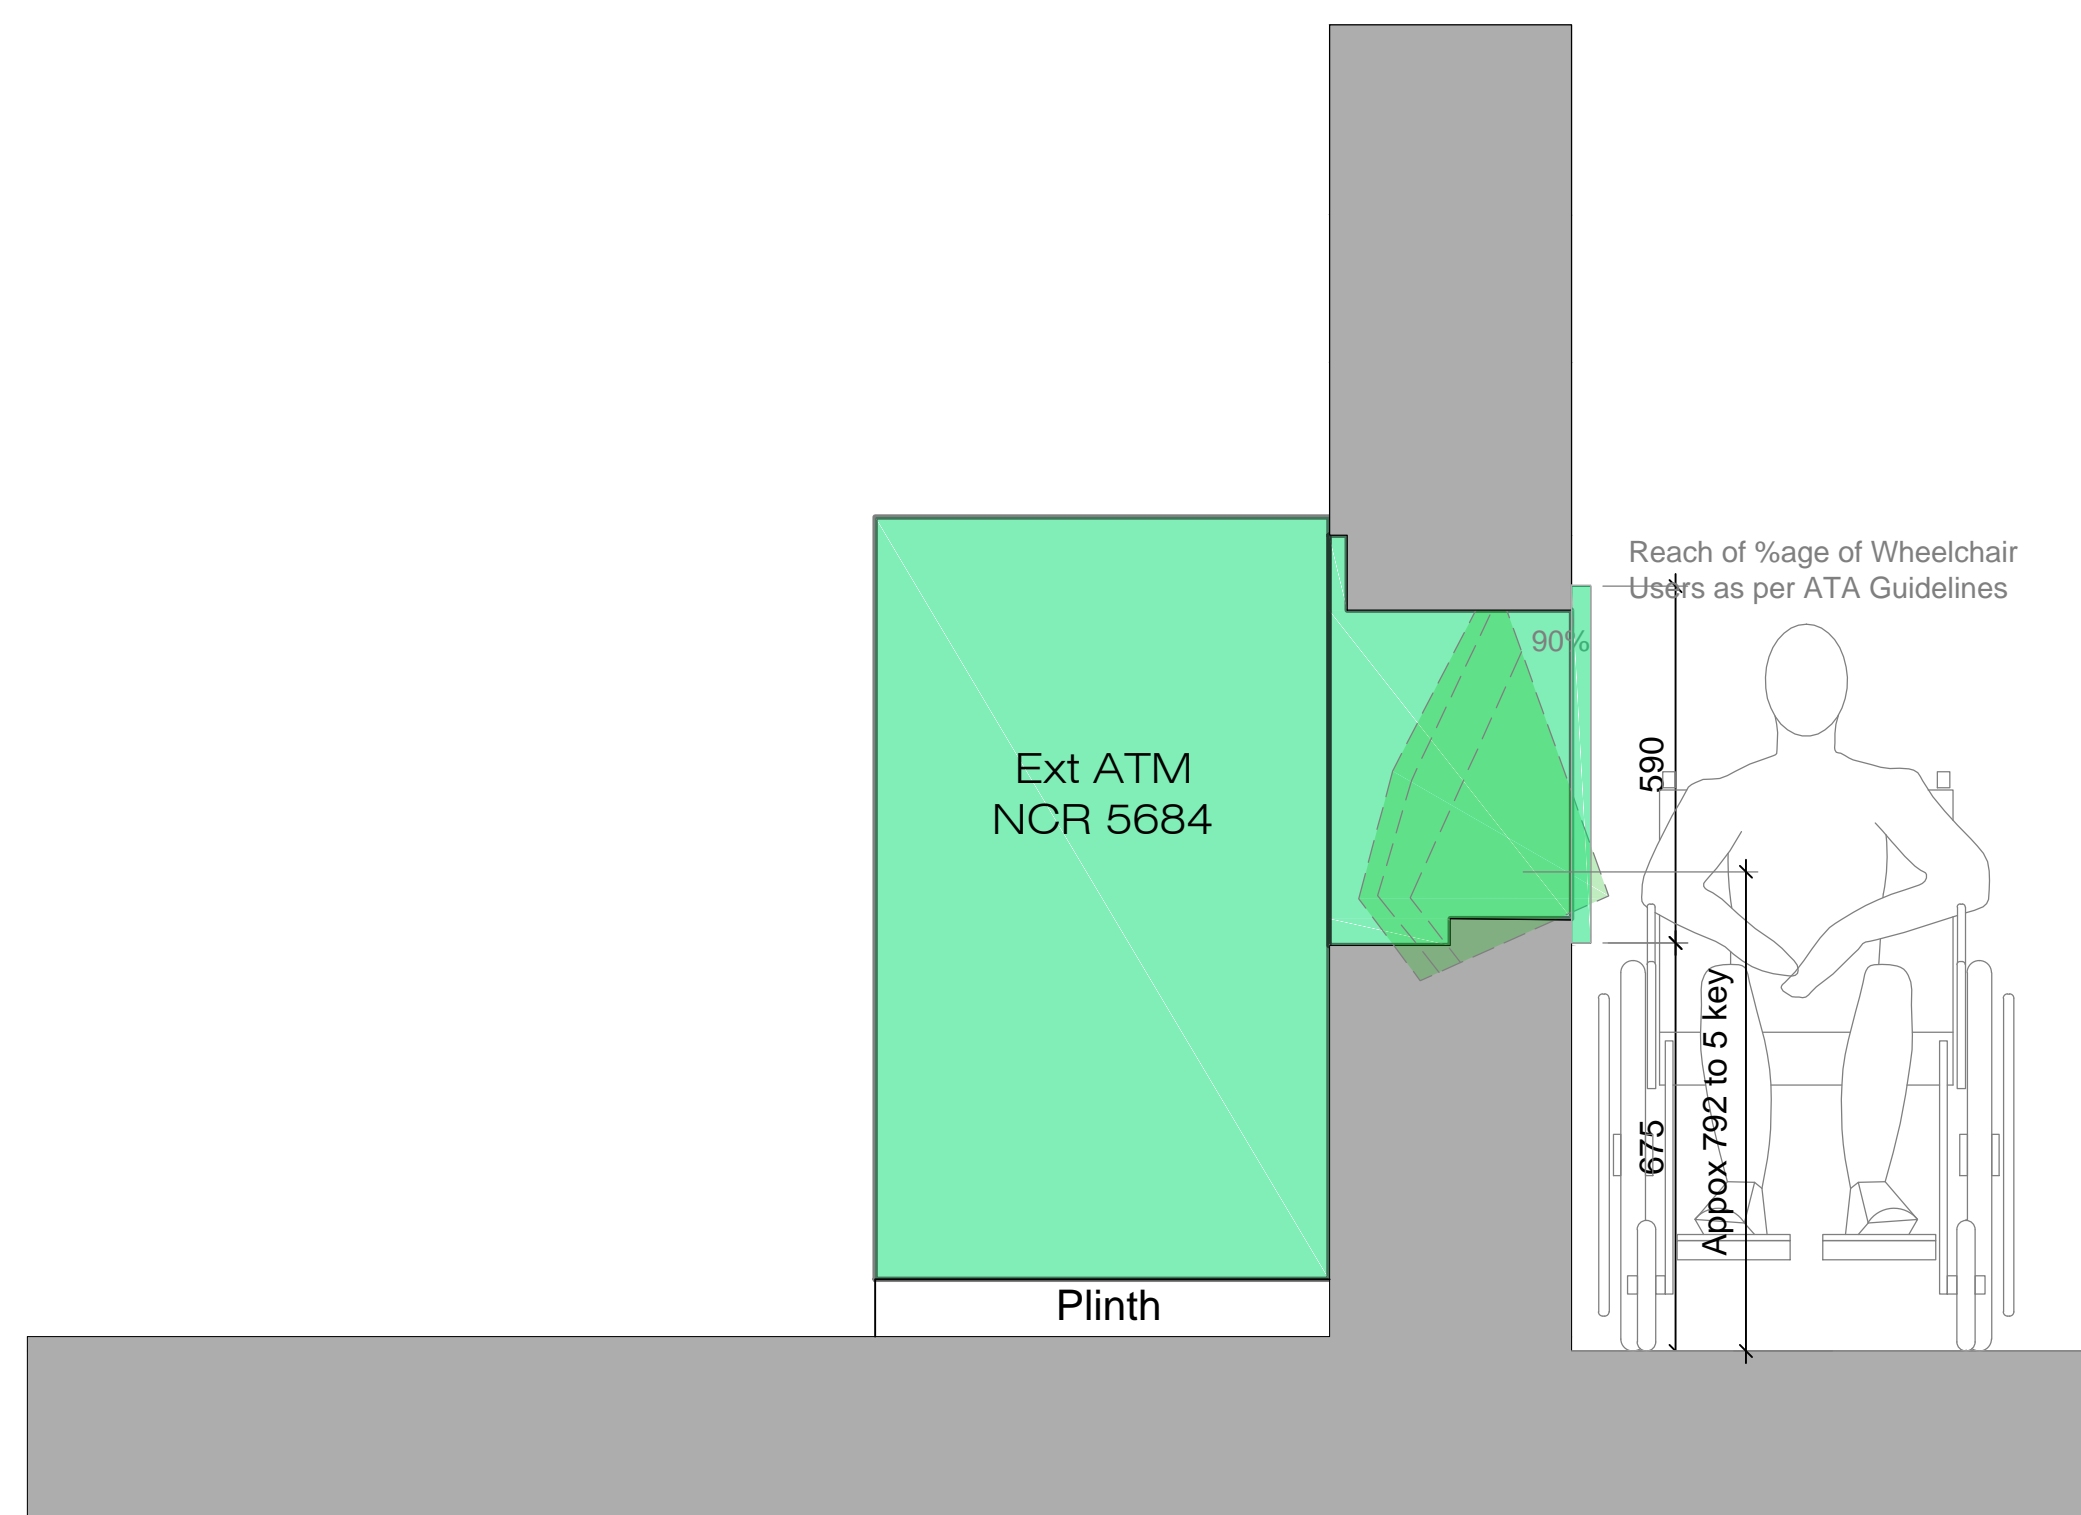 Reach of %age of Wheelchair
Users as per ATA Guidelines
90%
590
Ext ATM
NCR 5684
675
Appox 792 to 5 key
Plinth